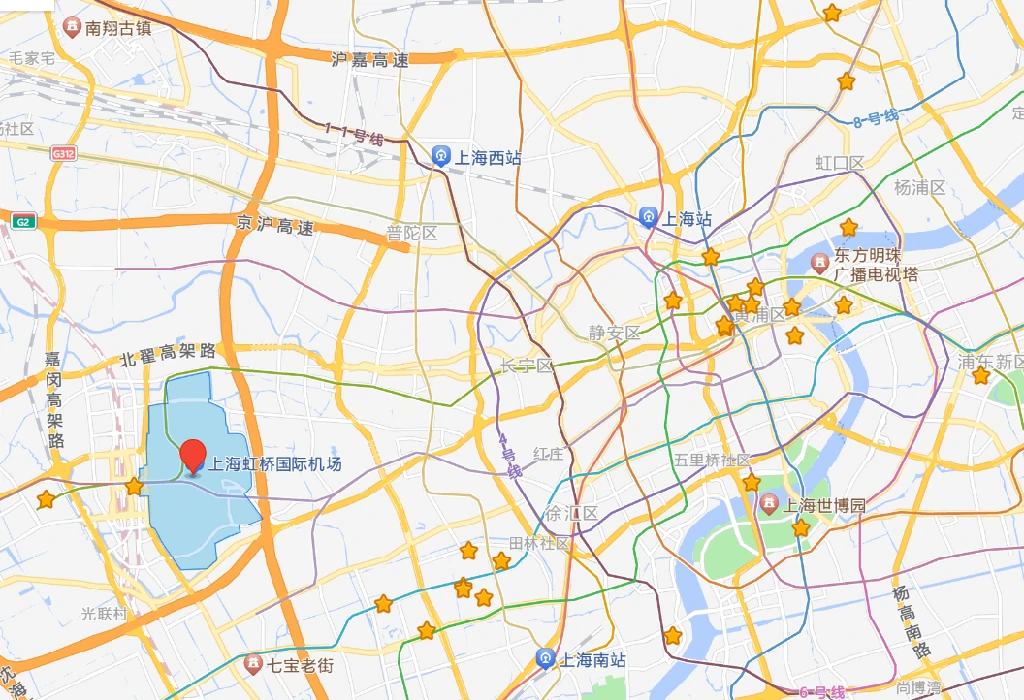 南翔古镇
毛家宅
沪嘉高速
11号线
8号线
杨社区
G312
上海西站
虹口区
杨浦区
G2
京沪高速
普陀区
上海站
东方明珠
广播电视塔
静安区
黄浦区
北翟高架路
长宁区
浦东新区
嘉闵高架路
4号线
红庄
五里桥社区
上海虹桥国际机场
上海世博园
徐汇区
田林社区
光联村
杨高南路
七宝老街
上海南站
6号线
尚博湾